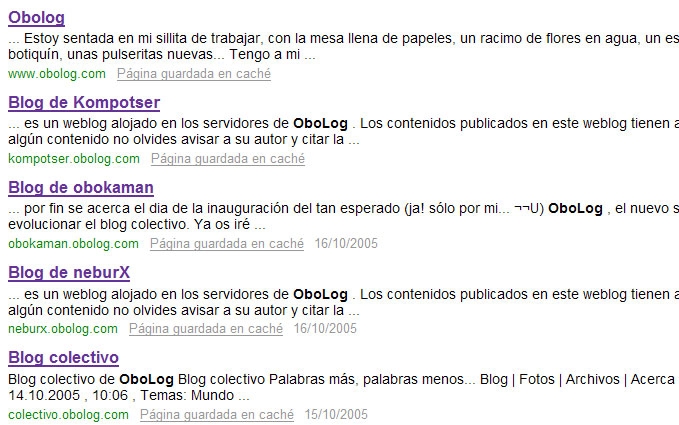 Obolog
... Estoy sentada en mi sillita de trabajar, con la mesa llena de papeles, un racimo de flores en agua, un es
botiquín, unas pulseritas nuevas... Tengo a mi ...
www.obolog.com Página guardada en caché
Blog de Kompotser
... es un weblog alojado en los servidores de OboLog . Los contenidos publicados en este weblog tienen a
algún contenido no olvides avisar a su autor y citar la ...
kompotser.obolog.com Página guardada en caché
Blog de obokaman
... por fin se acerca el dia de la inauguración del tan esperado (ja! sólo por mi... ¬¬U) OboLog , el nuevo s
evolucionar el blog colectivo. Ya os iré ...
obokaman.obolog.com Página guardada en caché 16/10/2005
Blog de neburX
... es un weblog alojado en los servidores de OboLog . Los contenidos publicados en este weblog tienen a
algún contenido no olvides avisar a su autor y citar la ...
neburx.obolog.com Página guardada en caché 16/10/2005
Blog colectivo
Blog colectivo de OboLog Blog colectivo Palabras más, palabras menos... Blog | Fotos | Archivos | Acerca
14.10.2005 , 10:06 , Temas: Mundo ...
colectivo.obolog.com Página guardada en caché 15/10/2005